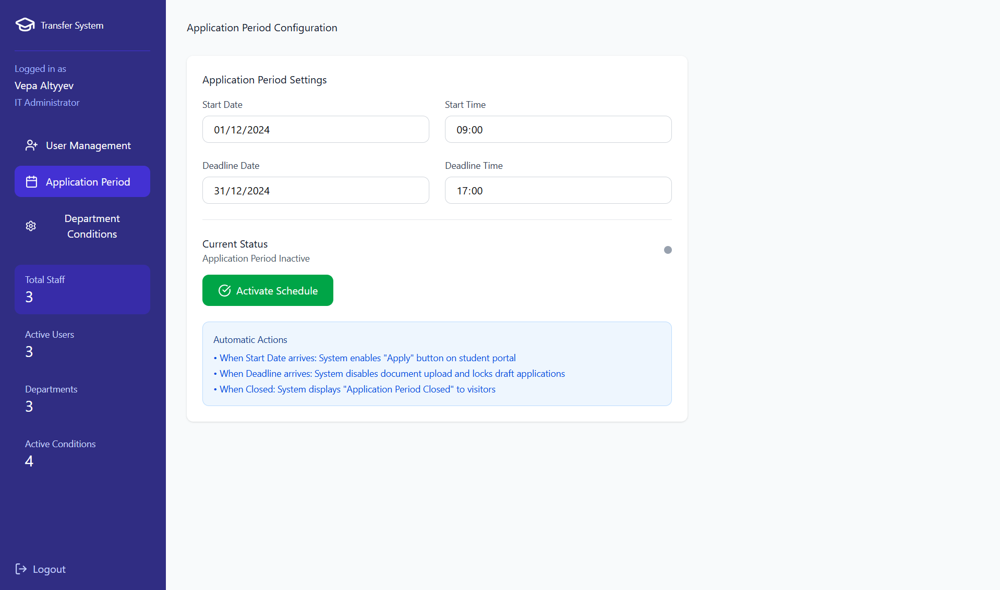 Transfer System
Logged in as
Vepa Altyyev
IT Administrator
User Management
Application Period
Department
Conditions
Total Staff
3
Active Users
3
Departments
3
Active Conditions
4
Logout
Application Period Configuration
Application Period Settings
Start Date
Start Time
01/12/2024
09:00
Deadline Date
Deadline Time
31/12/2024
17:00
Current Status
Application Period Inactive
Activate Schedule
Automatic Actions
• When Start Date arrives: System enables "Apply" button on student portal
• When Deadline arrives: System disables document upload and locks draft applications
• When Closed: System displays "Application Period Closed" to visitors